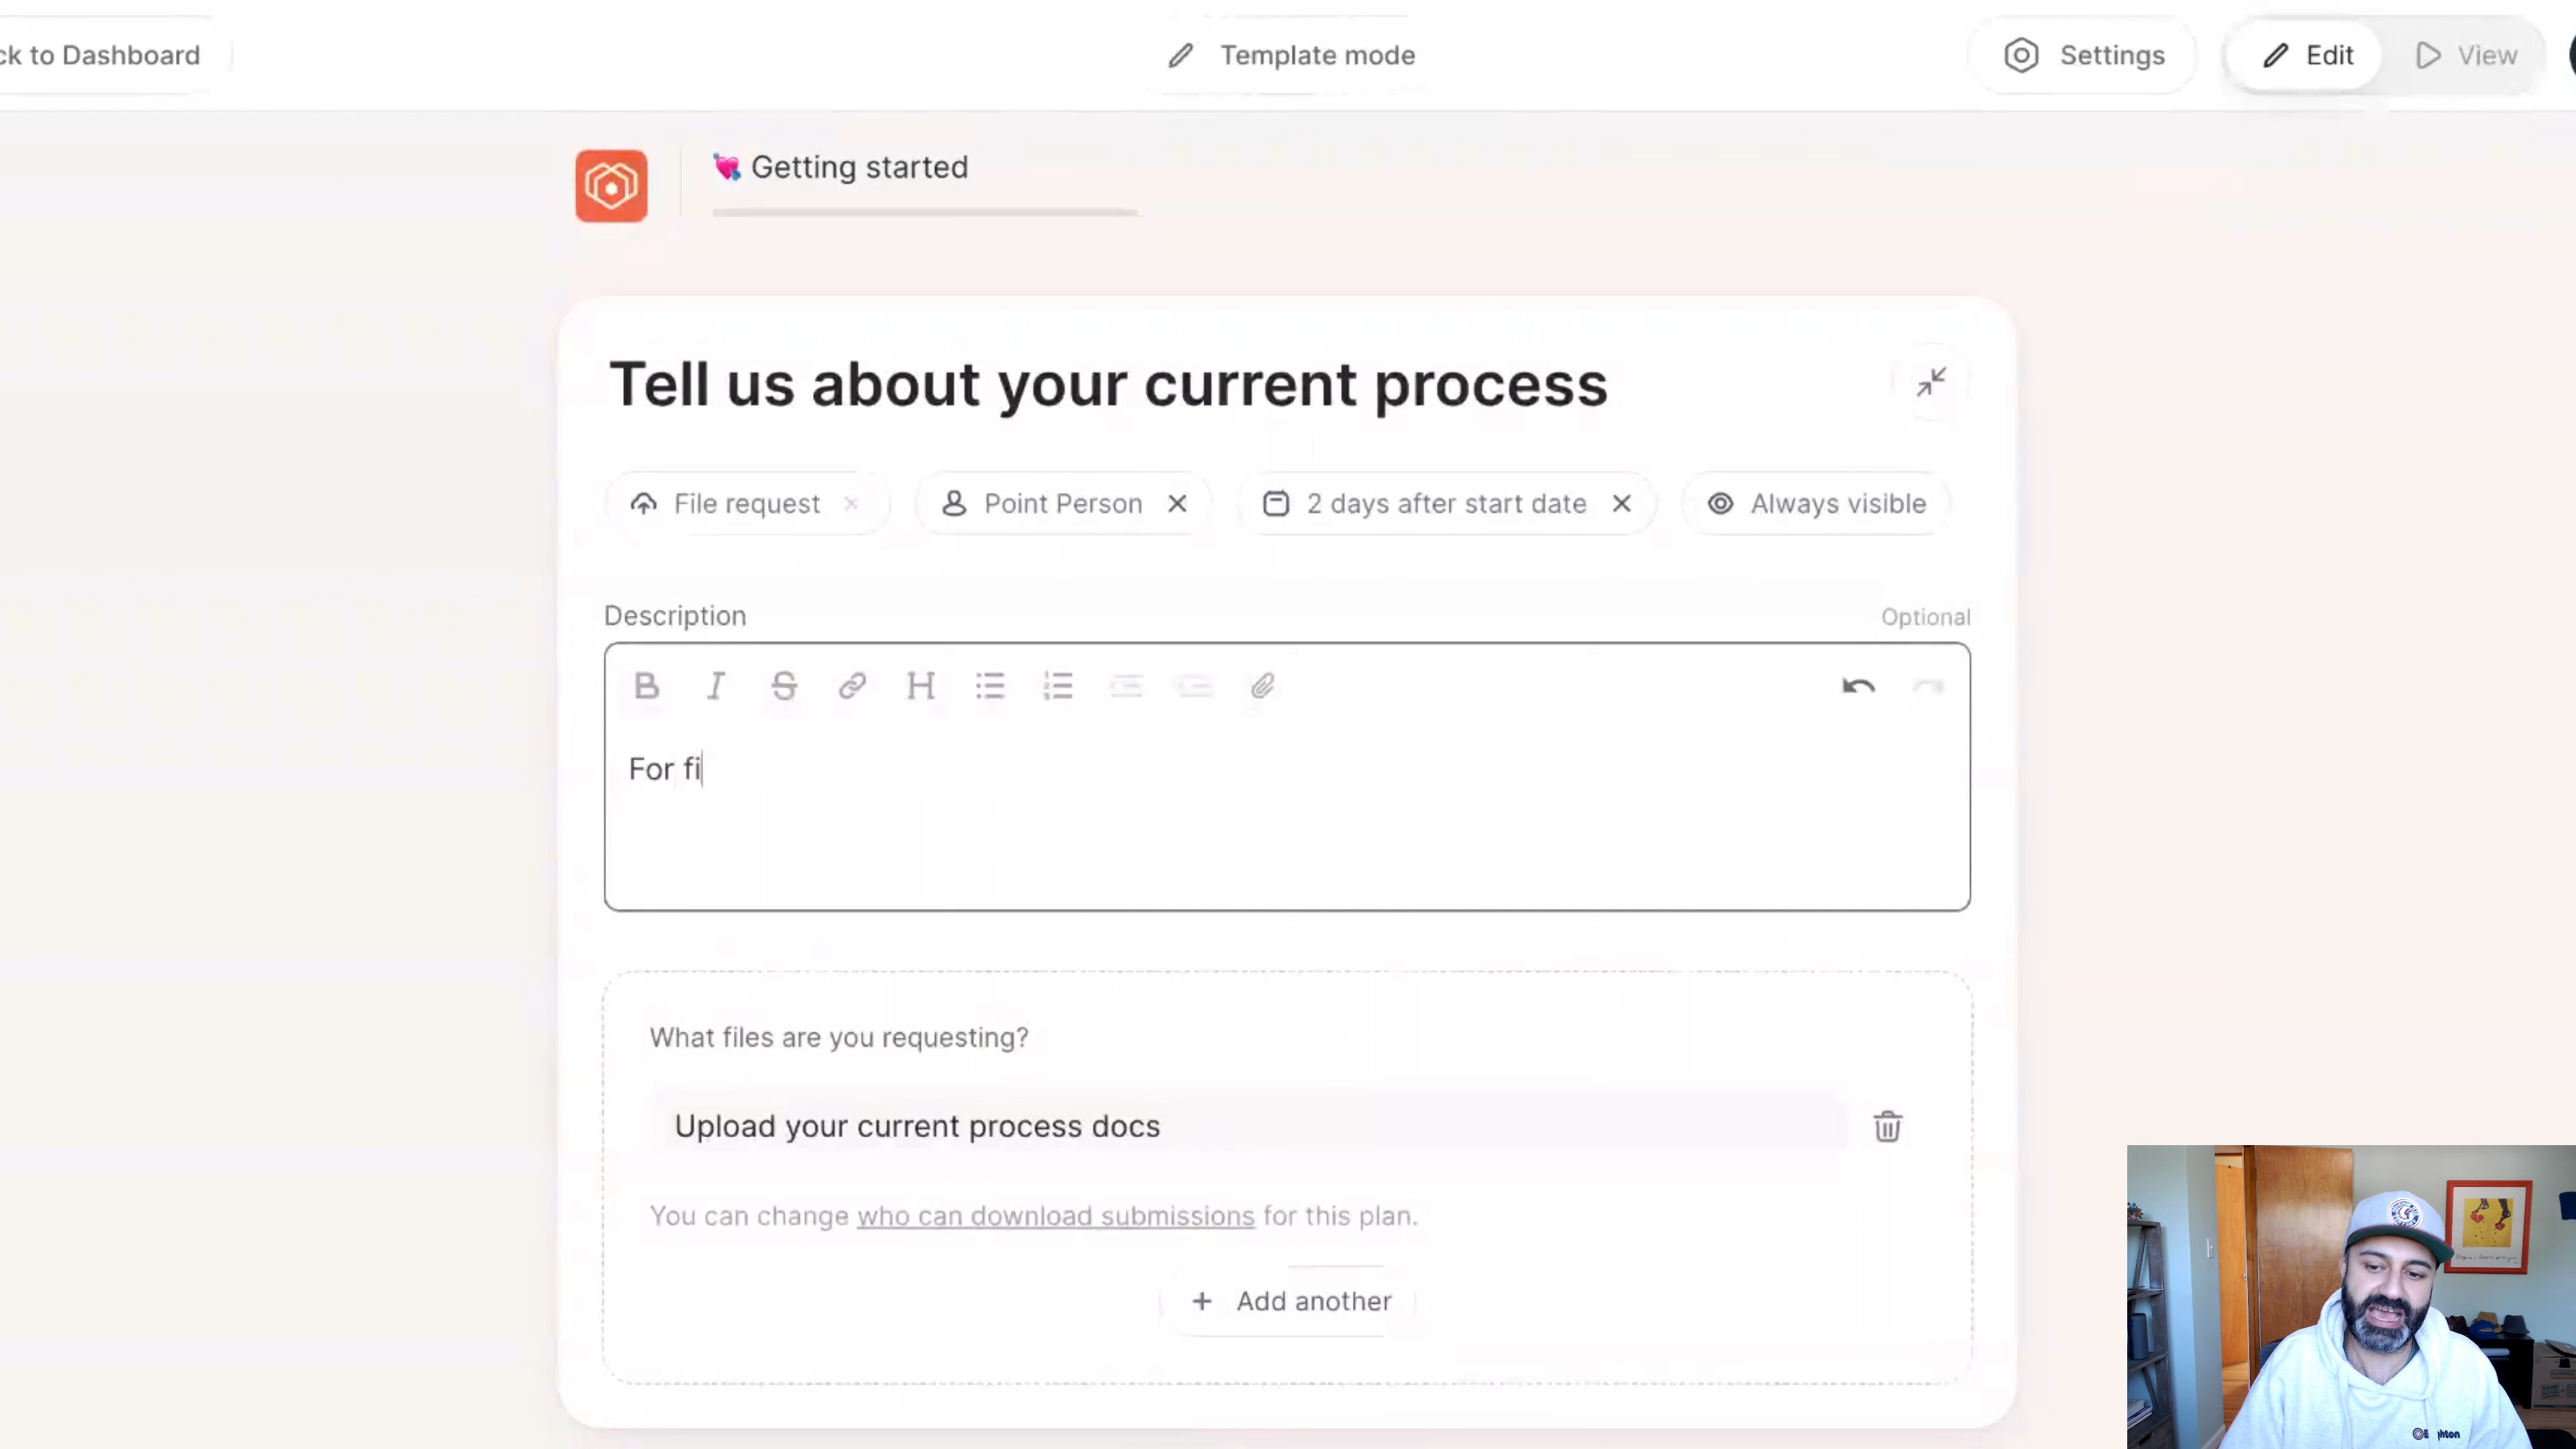 ck to Dashboard
Template mode
Settings
Edit
View
Getting started
Tell us about your current process
File request
Point Person
2 days after start date
Always visible
Description
Optional
For fi
What files are you requesting?
Upload your current process docs
You can change who can download submissions for this plan.
+ Add another